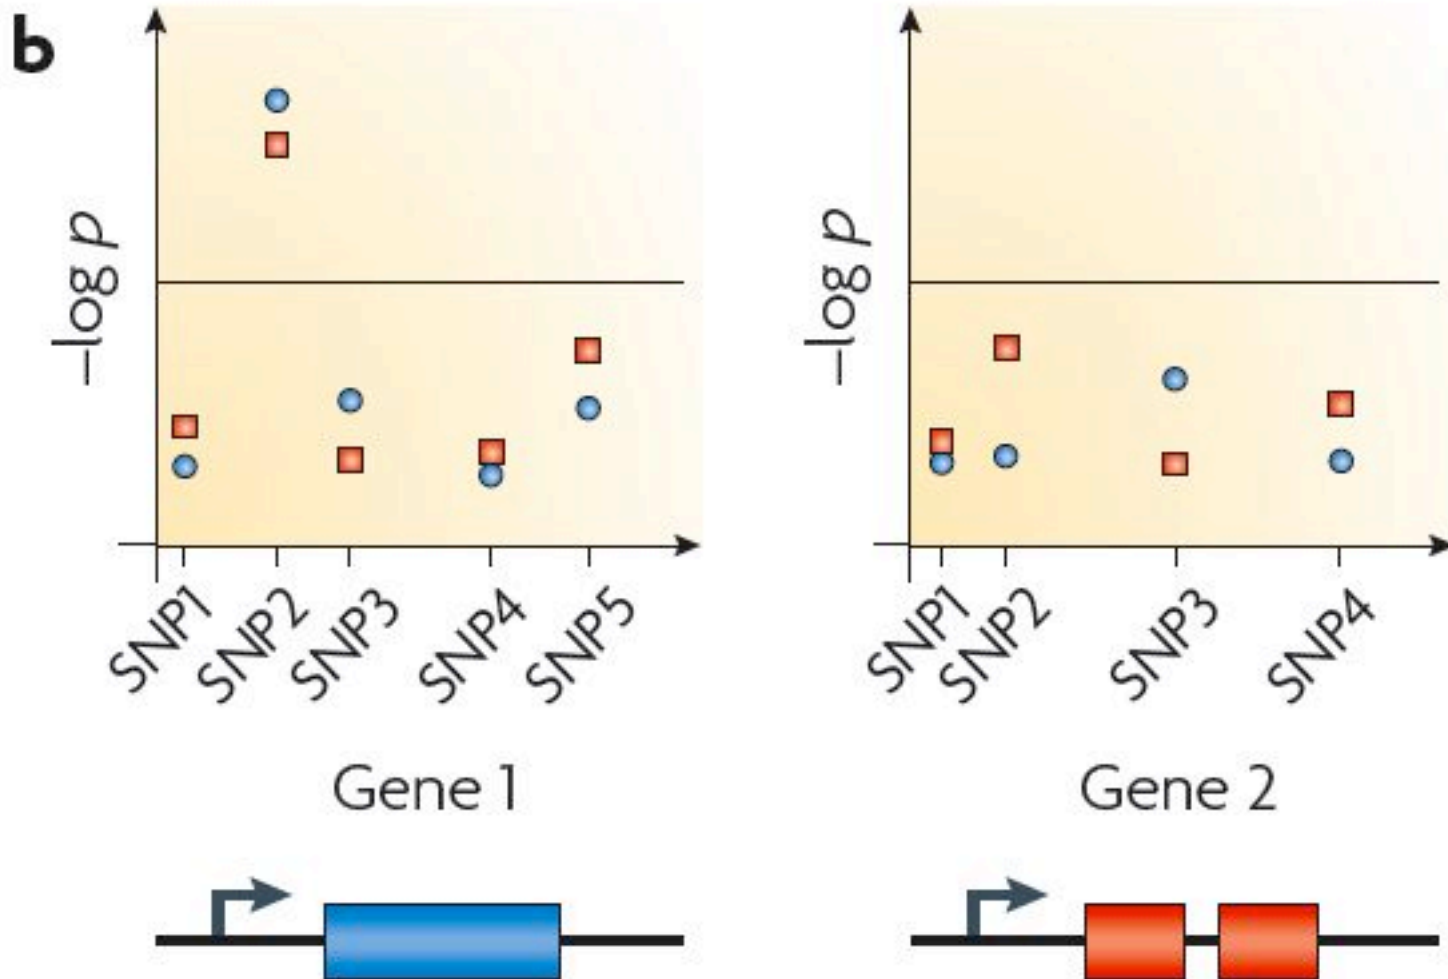 b
–log p
SNP1
SNP2
SNP3
SNP4
SNP5
Gene 1
–log p
SNP1
SNP2
SNP3
SNP4
Gene 2